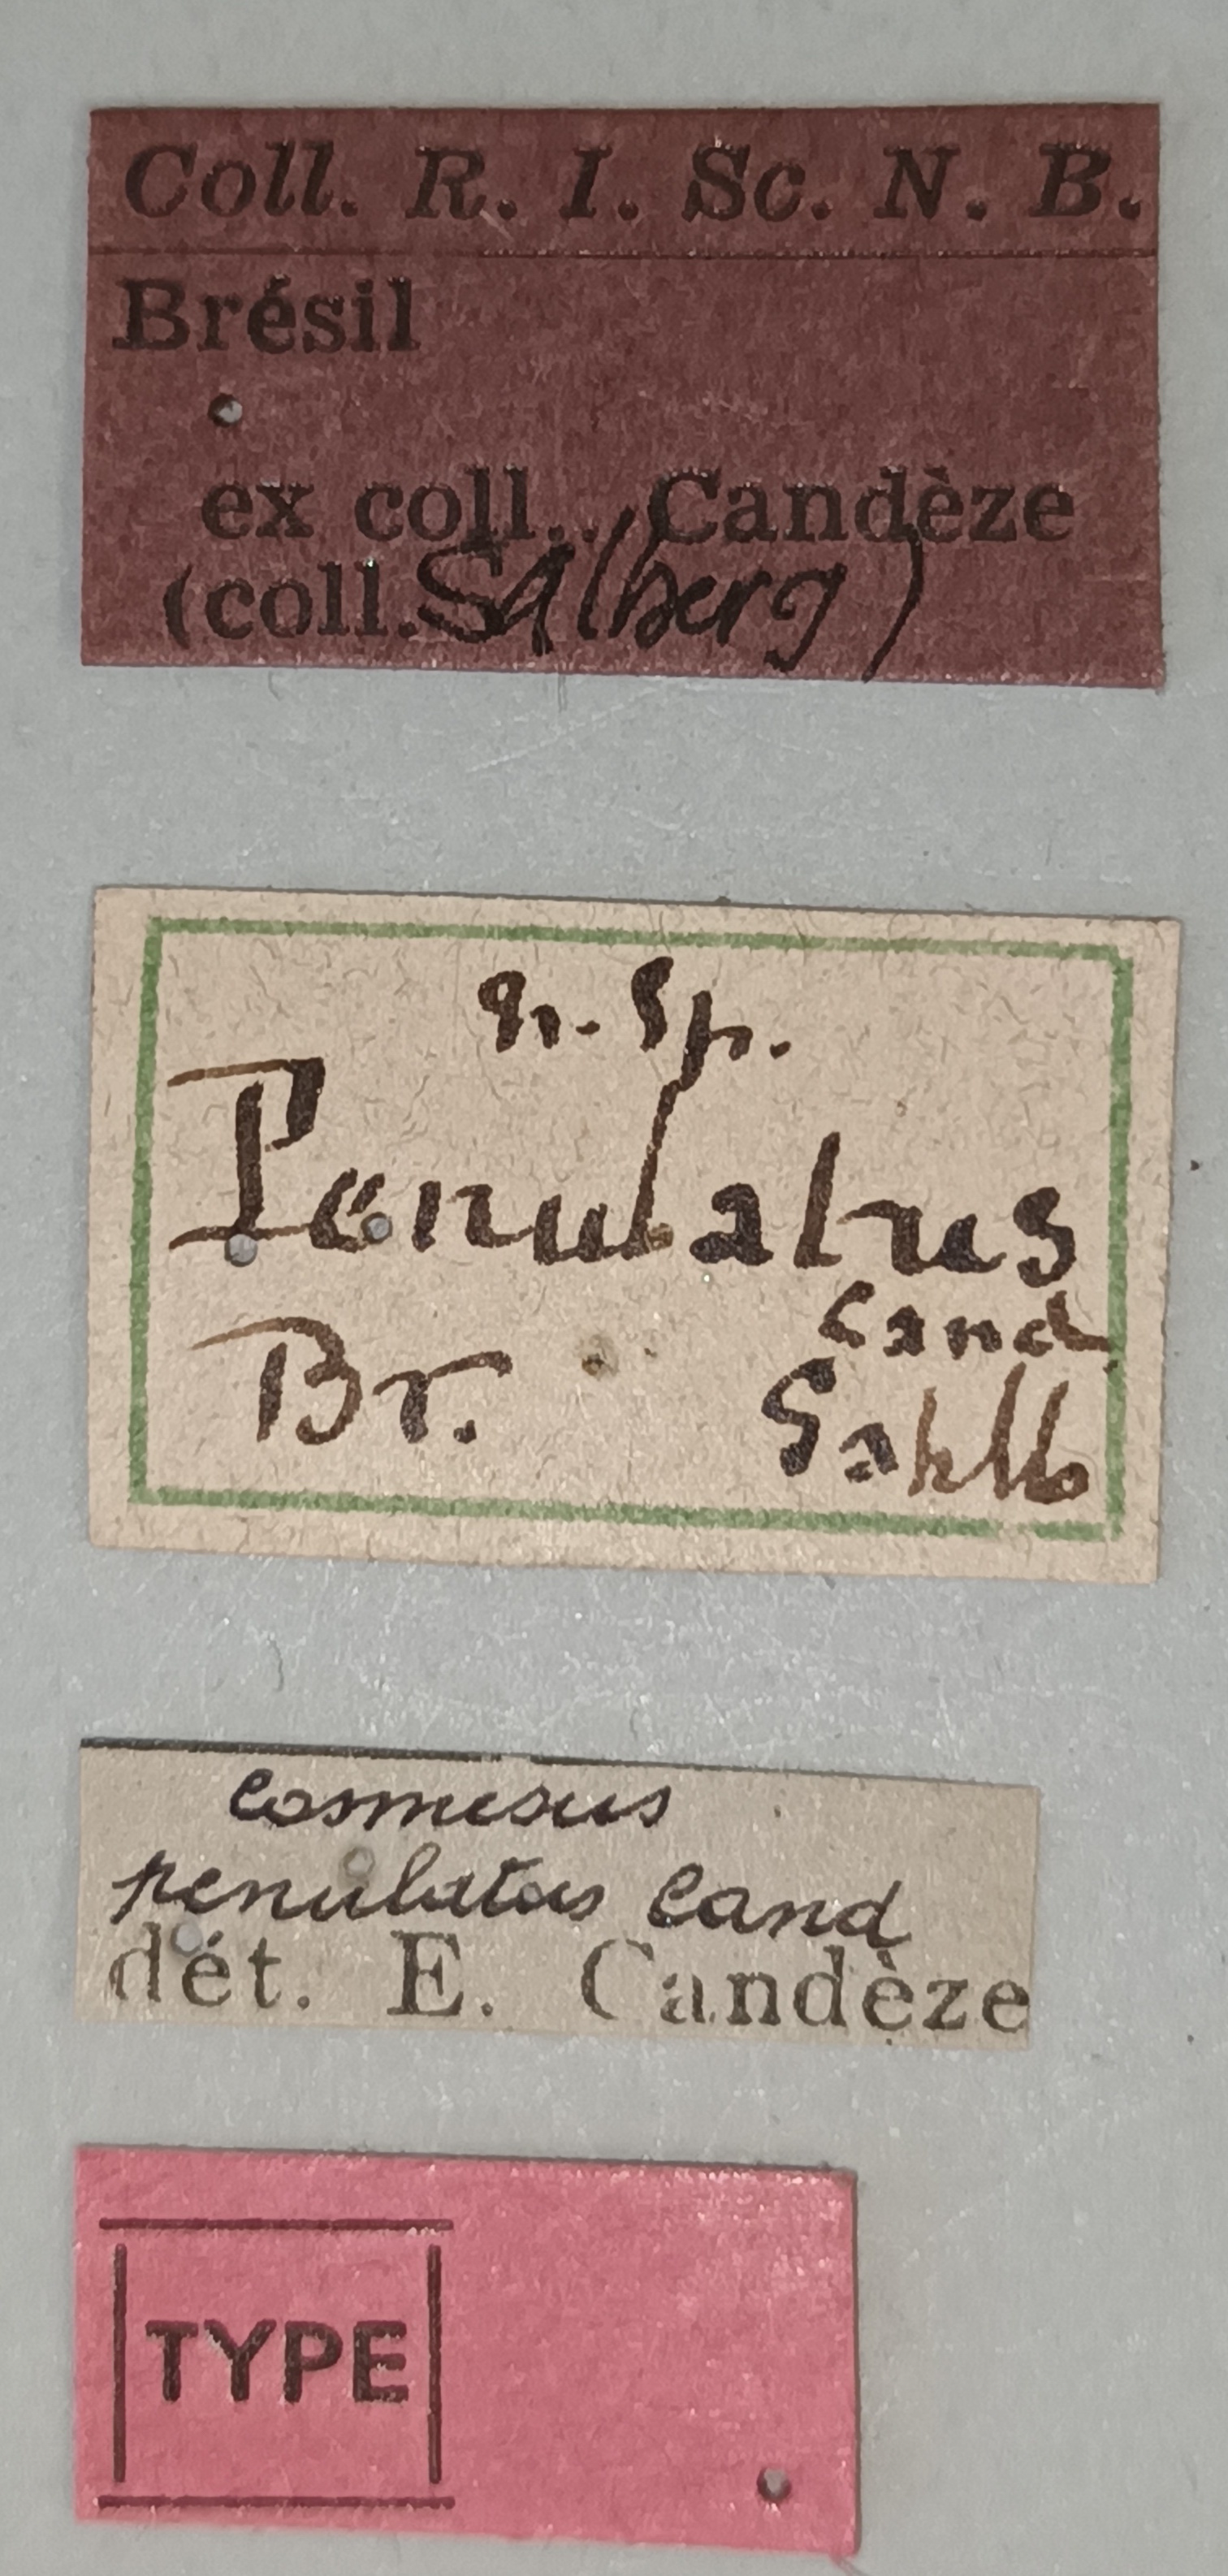 Coll. R. I. Sc. N. B.
Brésil
ex coll. Candèze
(coll. Salberg)
n. sp.
Penulatus
Cand
Br.
Sahlb
Cosmesus
penulatus Cand
dét. E. Candèze
TYPE